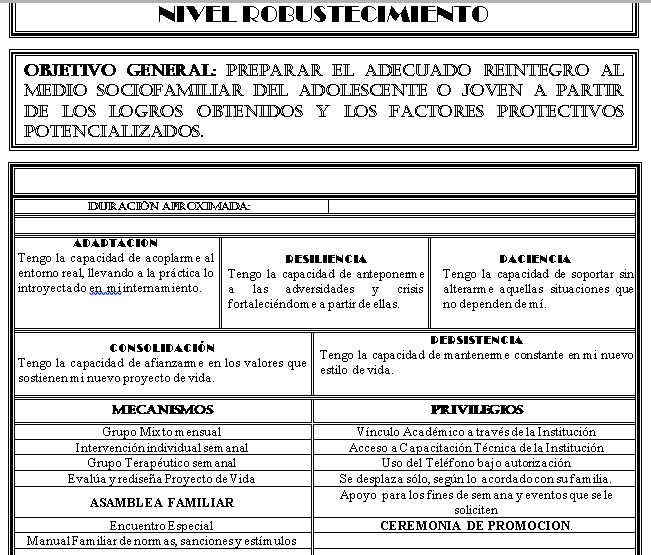 NIVEL ROBUSTECIMIENTO
OBJETIVO GENERAL: PREPARAR EL ADECUADO REINTEGRO AL
MEDIO SOCIOFAMILIAR DEL ADOLESCENTE O JOVEN A PARTIR
DE LOS LOGROS OBTENIDOS Y LOS FACTORES PROTECTIVOS
POTENCIALIZADOS.
DURACIÓN APROXIMADA:
ADAPTACION
Tengo la capacidad de acoplarme al
entorno real, llevando a la práctica lo
introyectado en mi internamiento.
RESILIENCIA
Tengo la capacidad de anteponerme
a las adversidades y crisis
fortaleciéndome a partir de ellas.
PACIENCIA
Tengo la capacidad de soportar sin
alterarme aquellas situaciones que
no dependen de mí.
CONSOLIDACIÓN
Tengo la capacidad de afianzarme en los valores que
sostienen mi nuevo proyecto de vida.
PERSISTENCIA
Tengo la capacidad de mantenerme constante en mi nuevo
estilo de vida.
MECANISMOS
PRIVILEGIOS
Grupo Mixto mensual
Vínculo Académico a través de la Institución
Intervención individual semanal
Acceso a Capacitación Técnica de la Institución
Grupo Terapéutico semanal
Uso del Teléfono bajo autorización
Evalúa y rediseña Proyecto de Vida
Se desplaza sólo, según lo acordado con su familia.
ASAMBLEA FAMILIAR
Apoyo para los fines de semana y eventos que se le
soliciten
Encuentro Especial
CEREMONIA DE PROMOCION.
Manual Familiar de normas, sanciones y estímulos